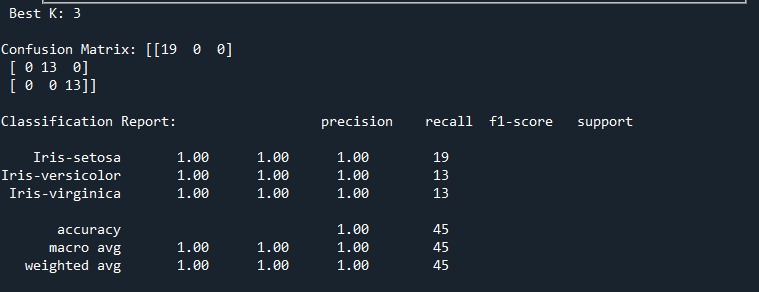 Best K: 3
Confusion Matrix: [[19  0  0]
[ 0 13  0]
[ 0  0 13]]
Classification Report:                  precision    recall  f1-score   support
Iris-setosa       1.00      1.00      1.00        19
Iris-versicolor       1.00      1.00      1.00        13
Iris-virginica       1.00      1.00      1.00        13
accuracy                           1.00        45
macro avg       1.00      1.00      1.00        45
weighted avg       1.00      1.00      1.00        45